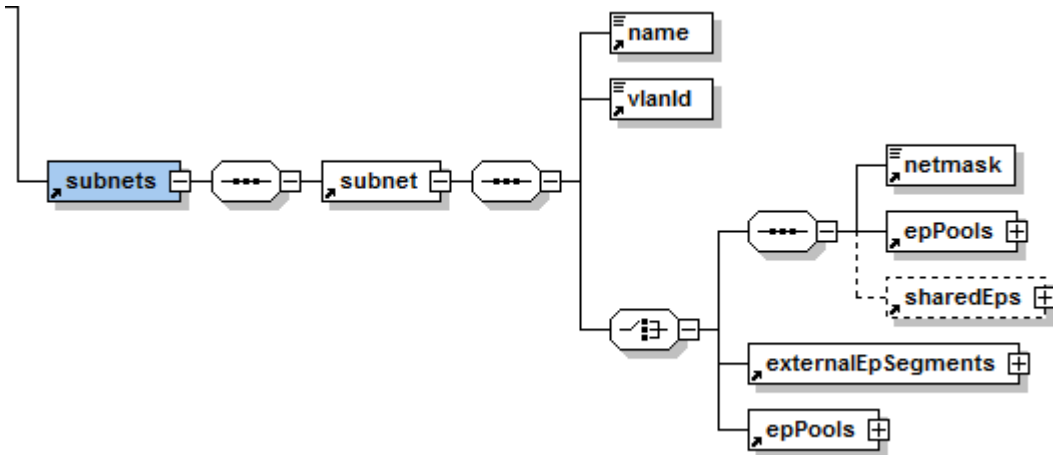 name
vlanId
subnets
subnet
netmask
epPools
sharedEps
externalEpSegments
epPools